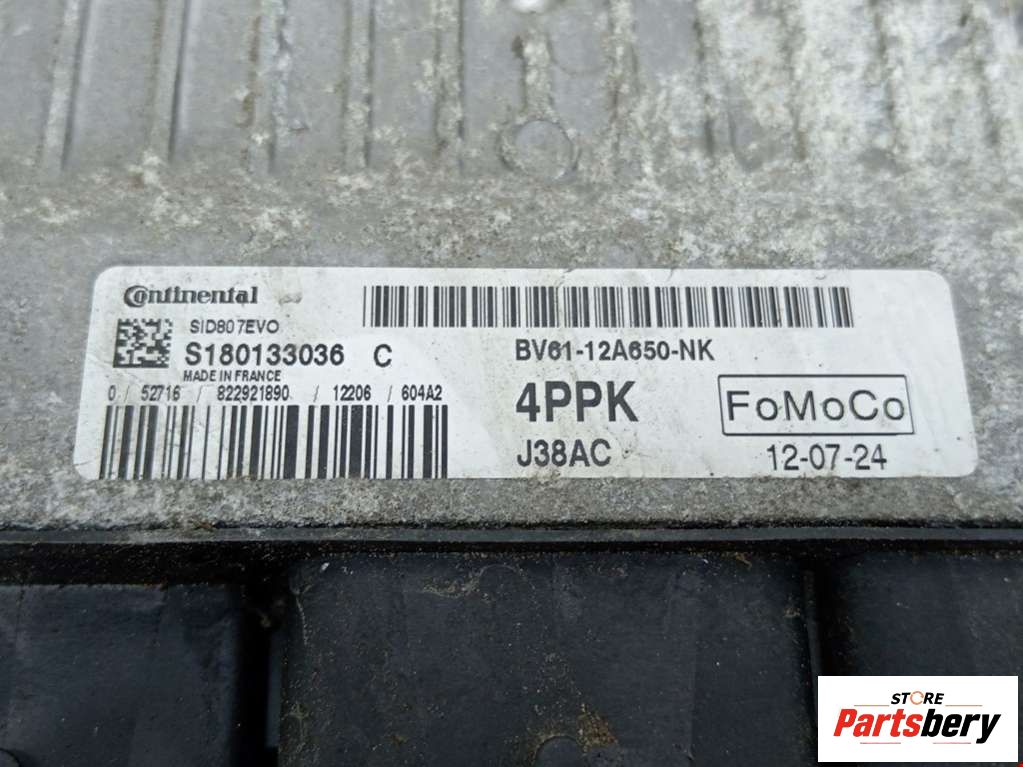 Continental
SID807EVO
S180133036 C
MADE IN FRANCE
0 / 52716 / 822921890 / 12206 / 604A2
BV61-12A650-NK
4PPK
FoMoCo
J38AC
12-07-24
STORE
Partsbery